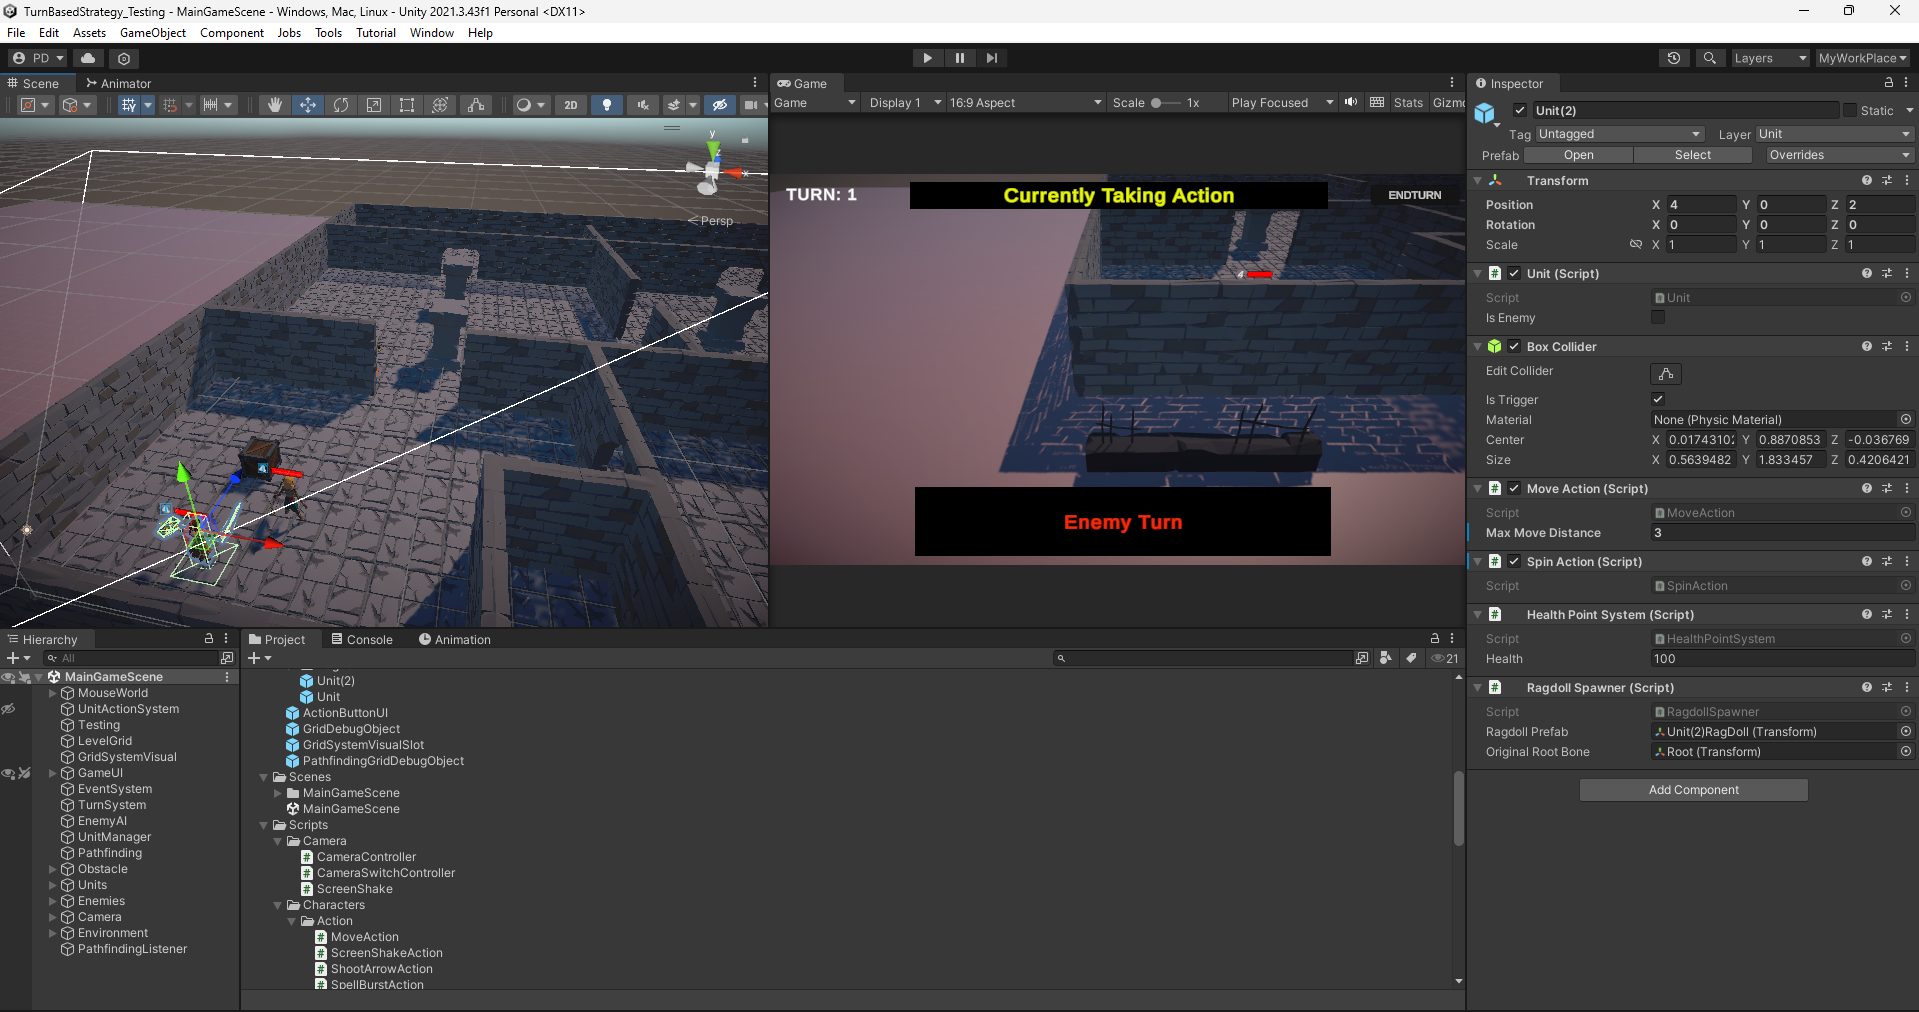 TurnBasedStrategy_Testing - MainGameScene - Windows, Mac, Linux - Unity 2021.3.43f1 Personal <DX11>
File Edit Assets GameObject Component Jobs Tools Tutorial Window Help
PD
Layers MyWorkPlace
Scene Animator
2D
y
z
x
Persp
4
4
Game
Game Display 1 16:9 Aspect Scale 1x Play Focused Stats Gizmo
TURN: 1
Currently Taking Action
ENDTURN
4
Enemy Turn
Hierarchy
All
MainGameScene
MouseWorld
UnitActionSystem
Testing
LevelGrid
GridSystemVisual
GameUI
EventSystem
TurnSystem
EnemyAI
UnitManager
Pathfinding
Obstacle
Units
Enemies
Camera
Environment
PathfindingListener
Project Console Animation
21
Unit(2)
Unit
ActionButtonUI
GridDebugObject
GridSystemVisualSlot
PathfindingGridDebugObject
Scenes
MainGameScene
MainGameScene
Scripts
Camera
CameraController
CameraSwitchController
ScreenShake
Characters
Action
MoveAction
ScreenShakeAction
ShootArrowAction
SpellBurstAction
Inspector
Unit(2) Static
Tag Untagged Layer Unit
Prefab Open Select Overrides
Transform
Position X 4 Y 0 Z 2
Rotation X 0 Y 0 Z 0
Scale X 1 Y 1 Z 1
# Unit (Script)
Script Unit
Is Enemy
Box Collider
Edit Collider
Is Trigger
Material None (Physic Material)
Center X 0.01743102 Y 0.8870853 Z -0.036769
Size X 0.5639482 Y 1.833457 Z 0.4206421
# Move Action (Script)
Script MoveAction
Max Move Distance 3
# Spin Action (Script)
Script SpinAction
# Health Point System (Script)
Script HealthPointSystem
Health 100
# Ragdoll Spawner (Script)
Script RagdollSpawner
Ragdoll Prefab Unit(2)RagDoll (Transform)
Original Root Bone Root (Transform)
Add Component